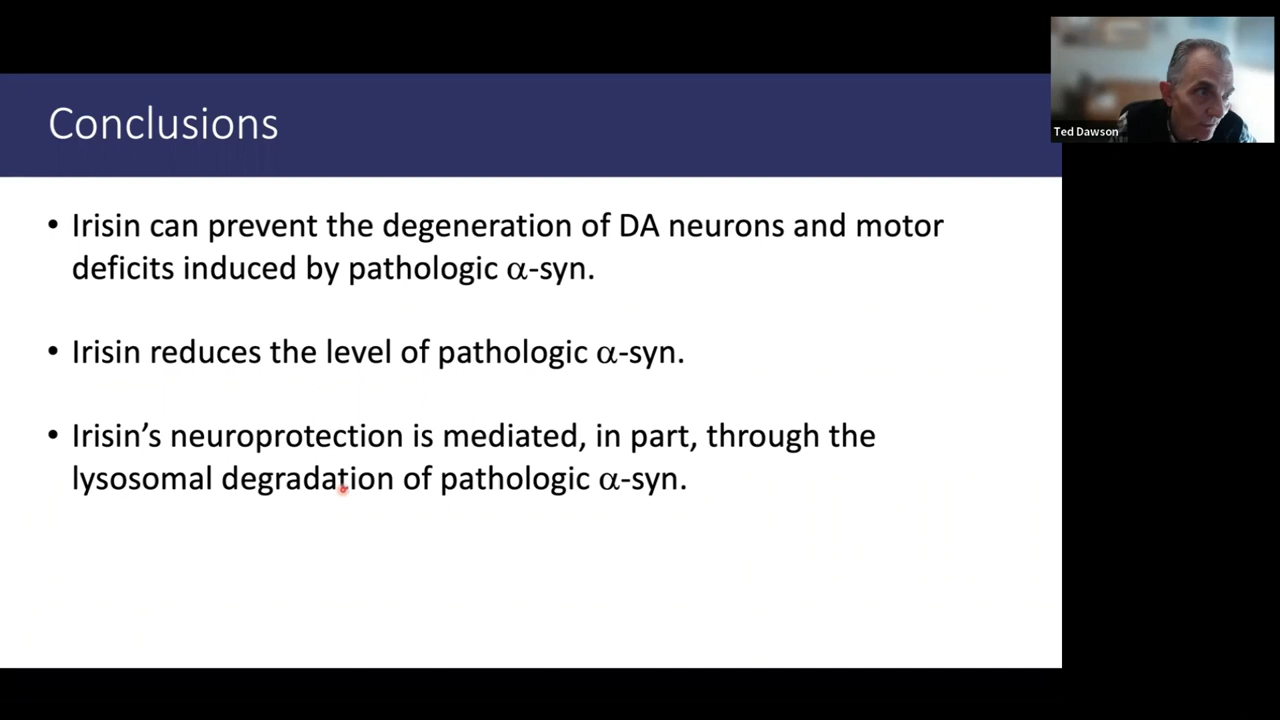 Conclusions
Ted Dawson
• Irisin can prevent the degeneration of DA neurons and motor
deficits induced by pathologic α-syn.
• Irisin reduces the level of pathologic α-syn.
• Irisin’s neuroprotection is mediated, in part, through the
lysosomal degradation of pathologic α-syn.